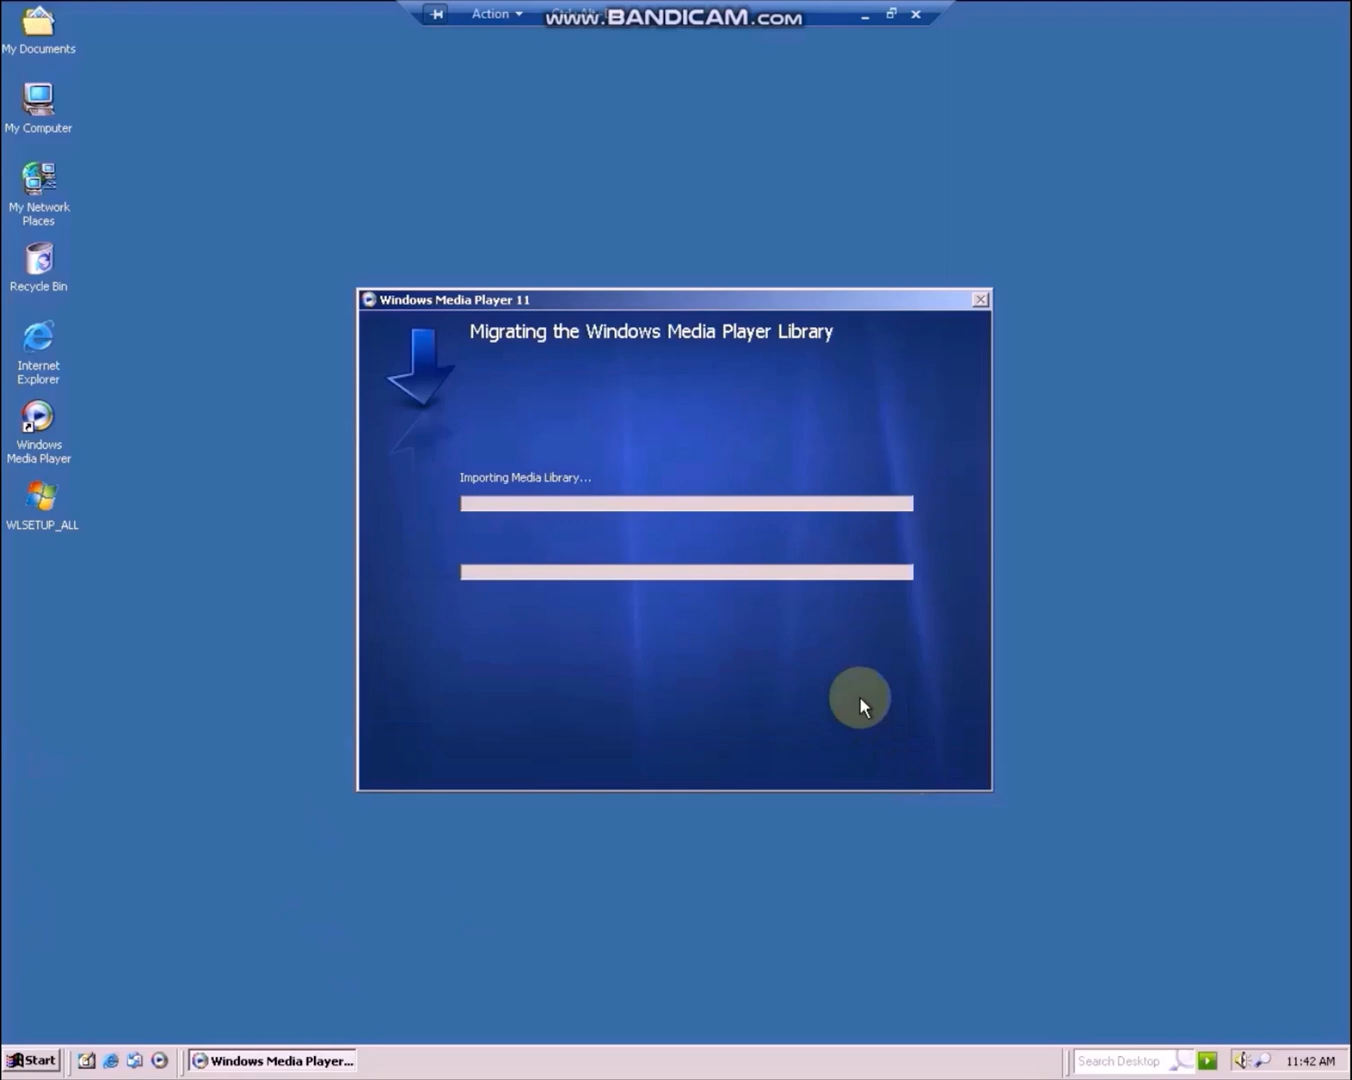 Action
www.BANDICAM.com
My Documents
My Computer
My Network
Places
Recycle Bin
Internet
Explorer
Windows
Media Player
WLSETUP_ALL
Windows Media Player 11
Migrating the Windows Media Player Library
Importing Media Library...
Start
Windows Media Player...
Search Desktop
11:42 AM